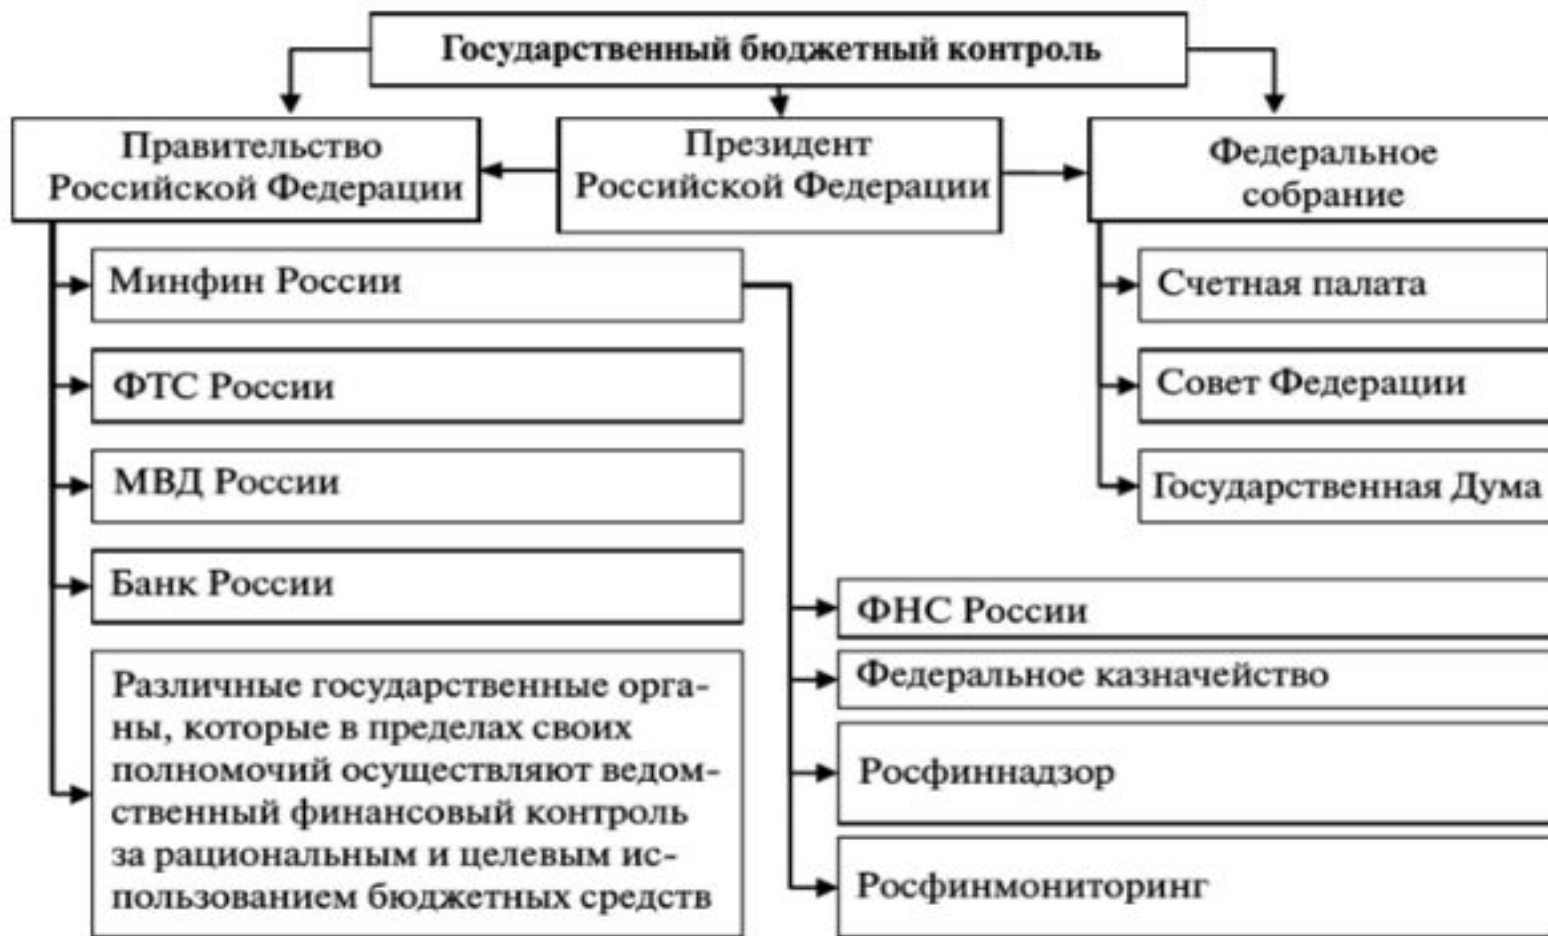 Государственный бюджетный контроль
Правительство
Российской Федерации
Президент
Российской Федерации
Федеральное
собрание
Минфин России
ФТС России
МВД России
Банк России
Различные государственные орга-
ны, которые в пределах своих
полномочий осуществляют ведом-
ственный финансовый контроль
за рациональным и целевым ис-
пользованием бюджетных средств
Счетная палата
Совет Федерации
Государственная Дума
ФНС России
Федеральное казначейство
Росфиннадзор
Росфинмониторинг